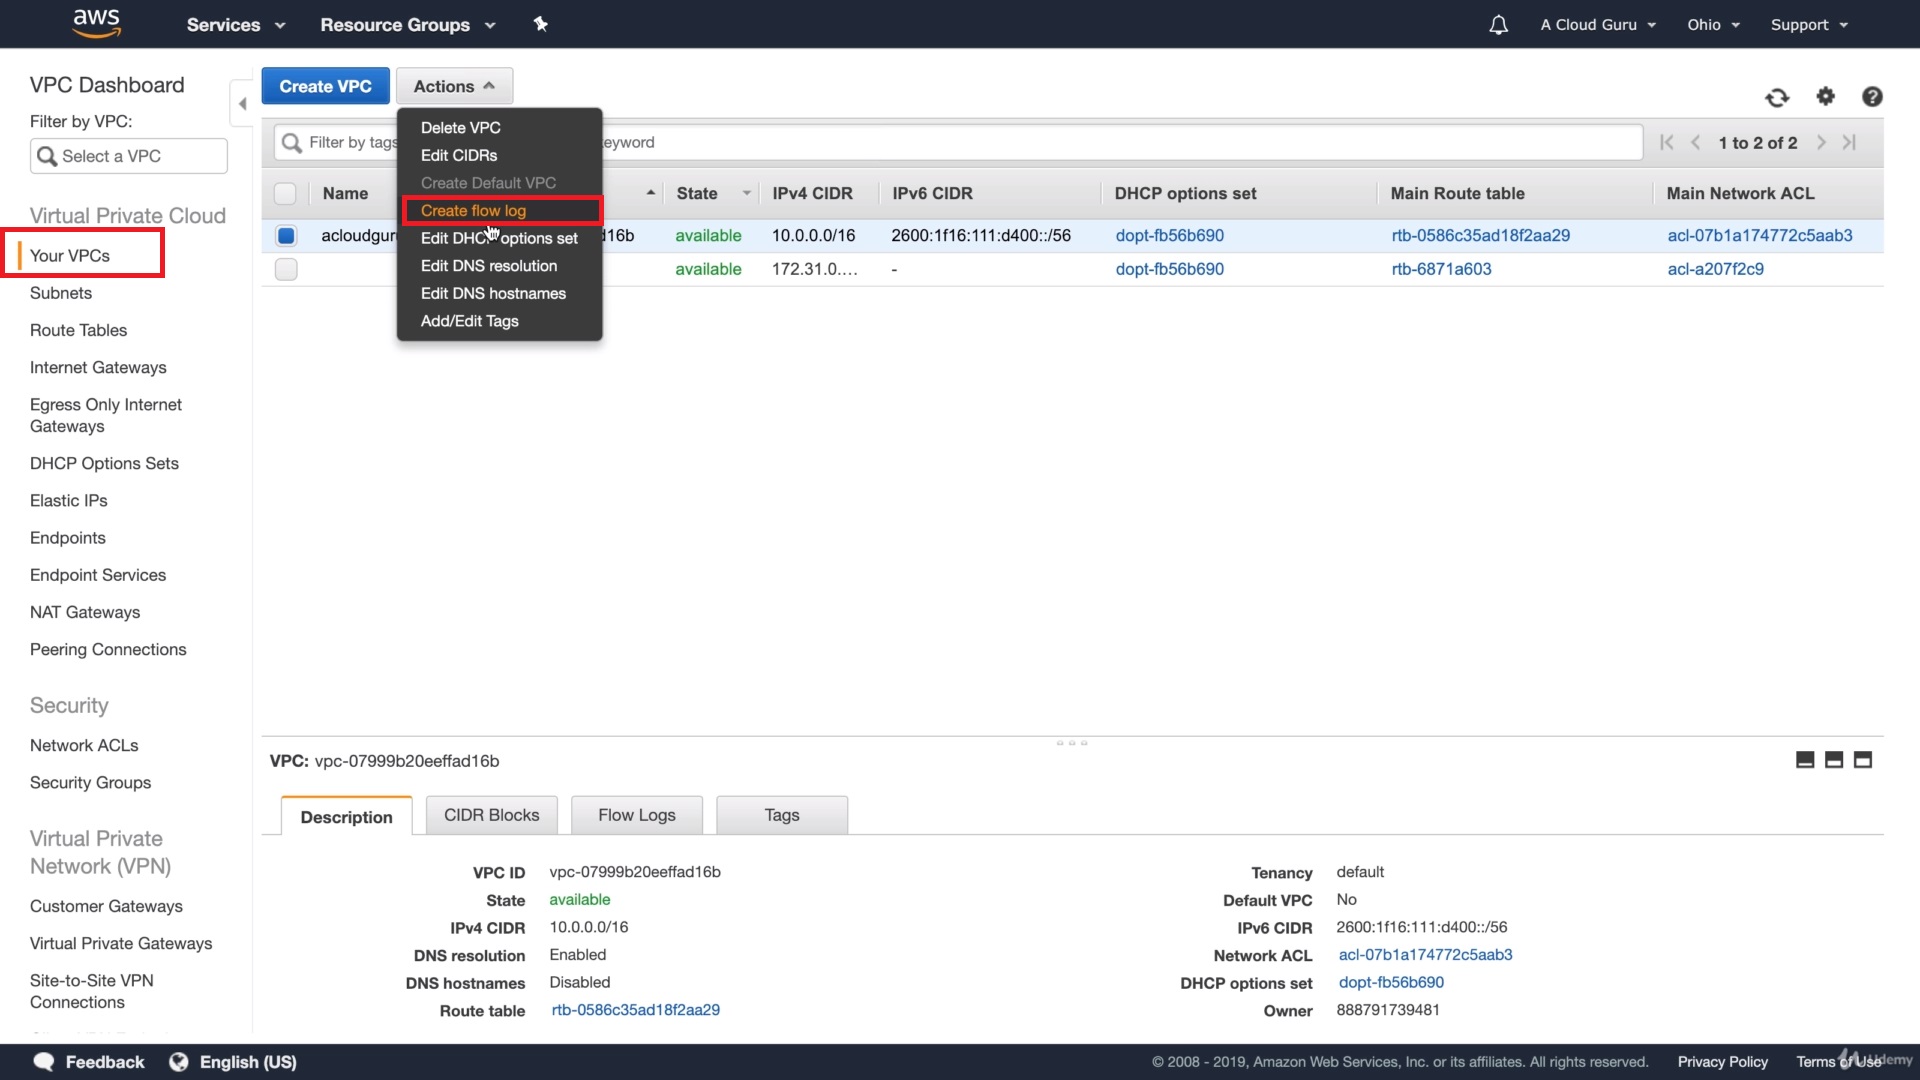 aws
Services
Resource Groups
A Cloud Guru
Ohio
Support
VPC Dashboard
Filter by VPC:
Select a VPC
Virtual Private Cloud
Your VPCs
Subnets
Route Tables
Internet Gateways
Egress Only Internet
Gateways
DHCP Options Sets
Elastic IPs
Endpoints
Endpoint Services
NAT Gateways
Peering Connections
Security
Network ACLs
Security Groups
Virtual Private
Network (VPN)
Customer Gateways
Virtual Private Gateways
Site-to-Site VPN
Connections
Create VPC
Actions
Delete VPC
Edit CIDRs
Create Default VPC
Create flow log
Edit DHCP options set
Edit DNS resolution
Edit DNS hostnames
Add/Edit Tags
Filter by tags eyword
1 to 2 of 2
Name State IPv4 CIDR IPv6 CIDR DHCP options set Main Route table Main Network ACL
acloudguru d16b available 10.0.0.0/16 2600:1f16:111:d400::/56 dopt-fb56b690 rtb-0586c35ad18f2aa29 acl-07b1a174772c5aab3
available 172.31.0.... - dopt-fb56b690 rtb-6871a603 acl-a207f2c9
VPC: vpc-07999b20eeffad16b
Description
CIDR Blocks
Flow Logs
Tags
VPC ID vpc-07999b20eeffad16b
State available
IPv4 CIDR 10.0.0.0/16
DNS resolution Enabled
DNS hostnames Disabled
Route table rtb-0586c35ad18f2aa29
Tenancy default
Default VPC No
IPv6 CIDR 2600:1f16:111:d400::/56
Network ACL acl-07b1a174772c5aab3
DHCP options set dopt-fb56b690
Owner 888791739481
Feedback
English (US)
© 2008 - 2019, Amazon Web Services, Inc. or its affiliates. All rights reserved.
Privacy Policy
Terms of Use
Udemy